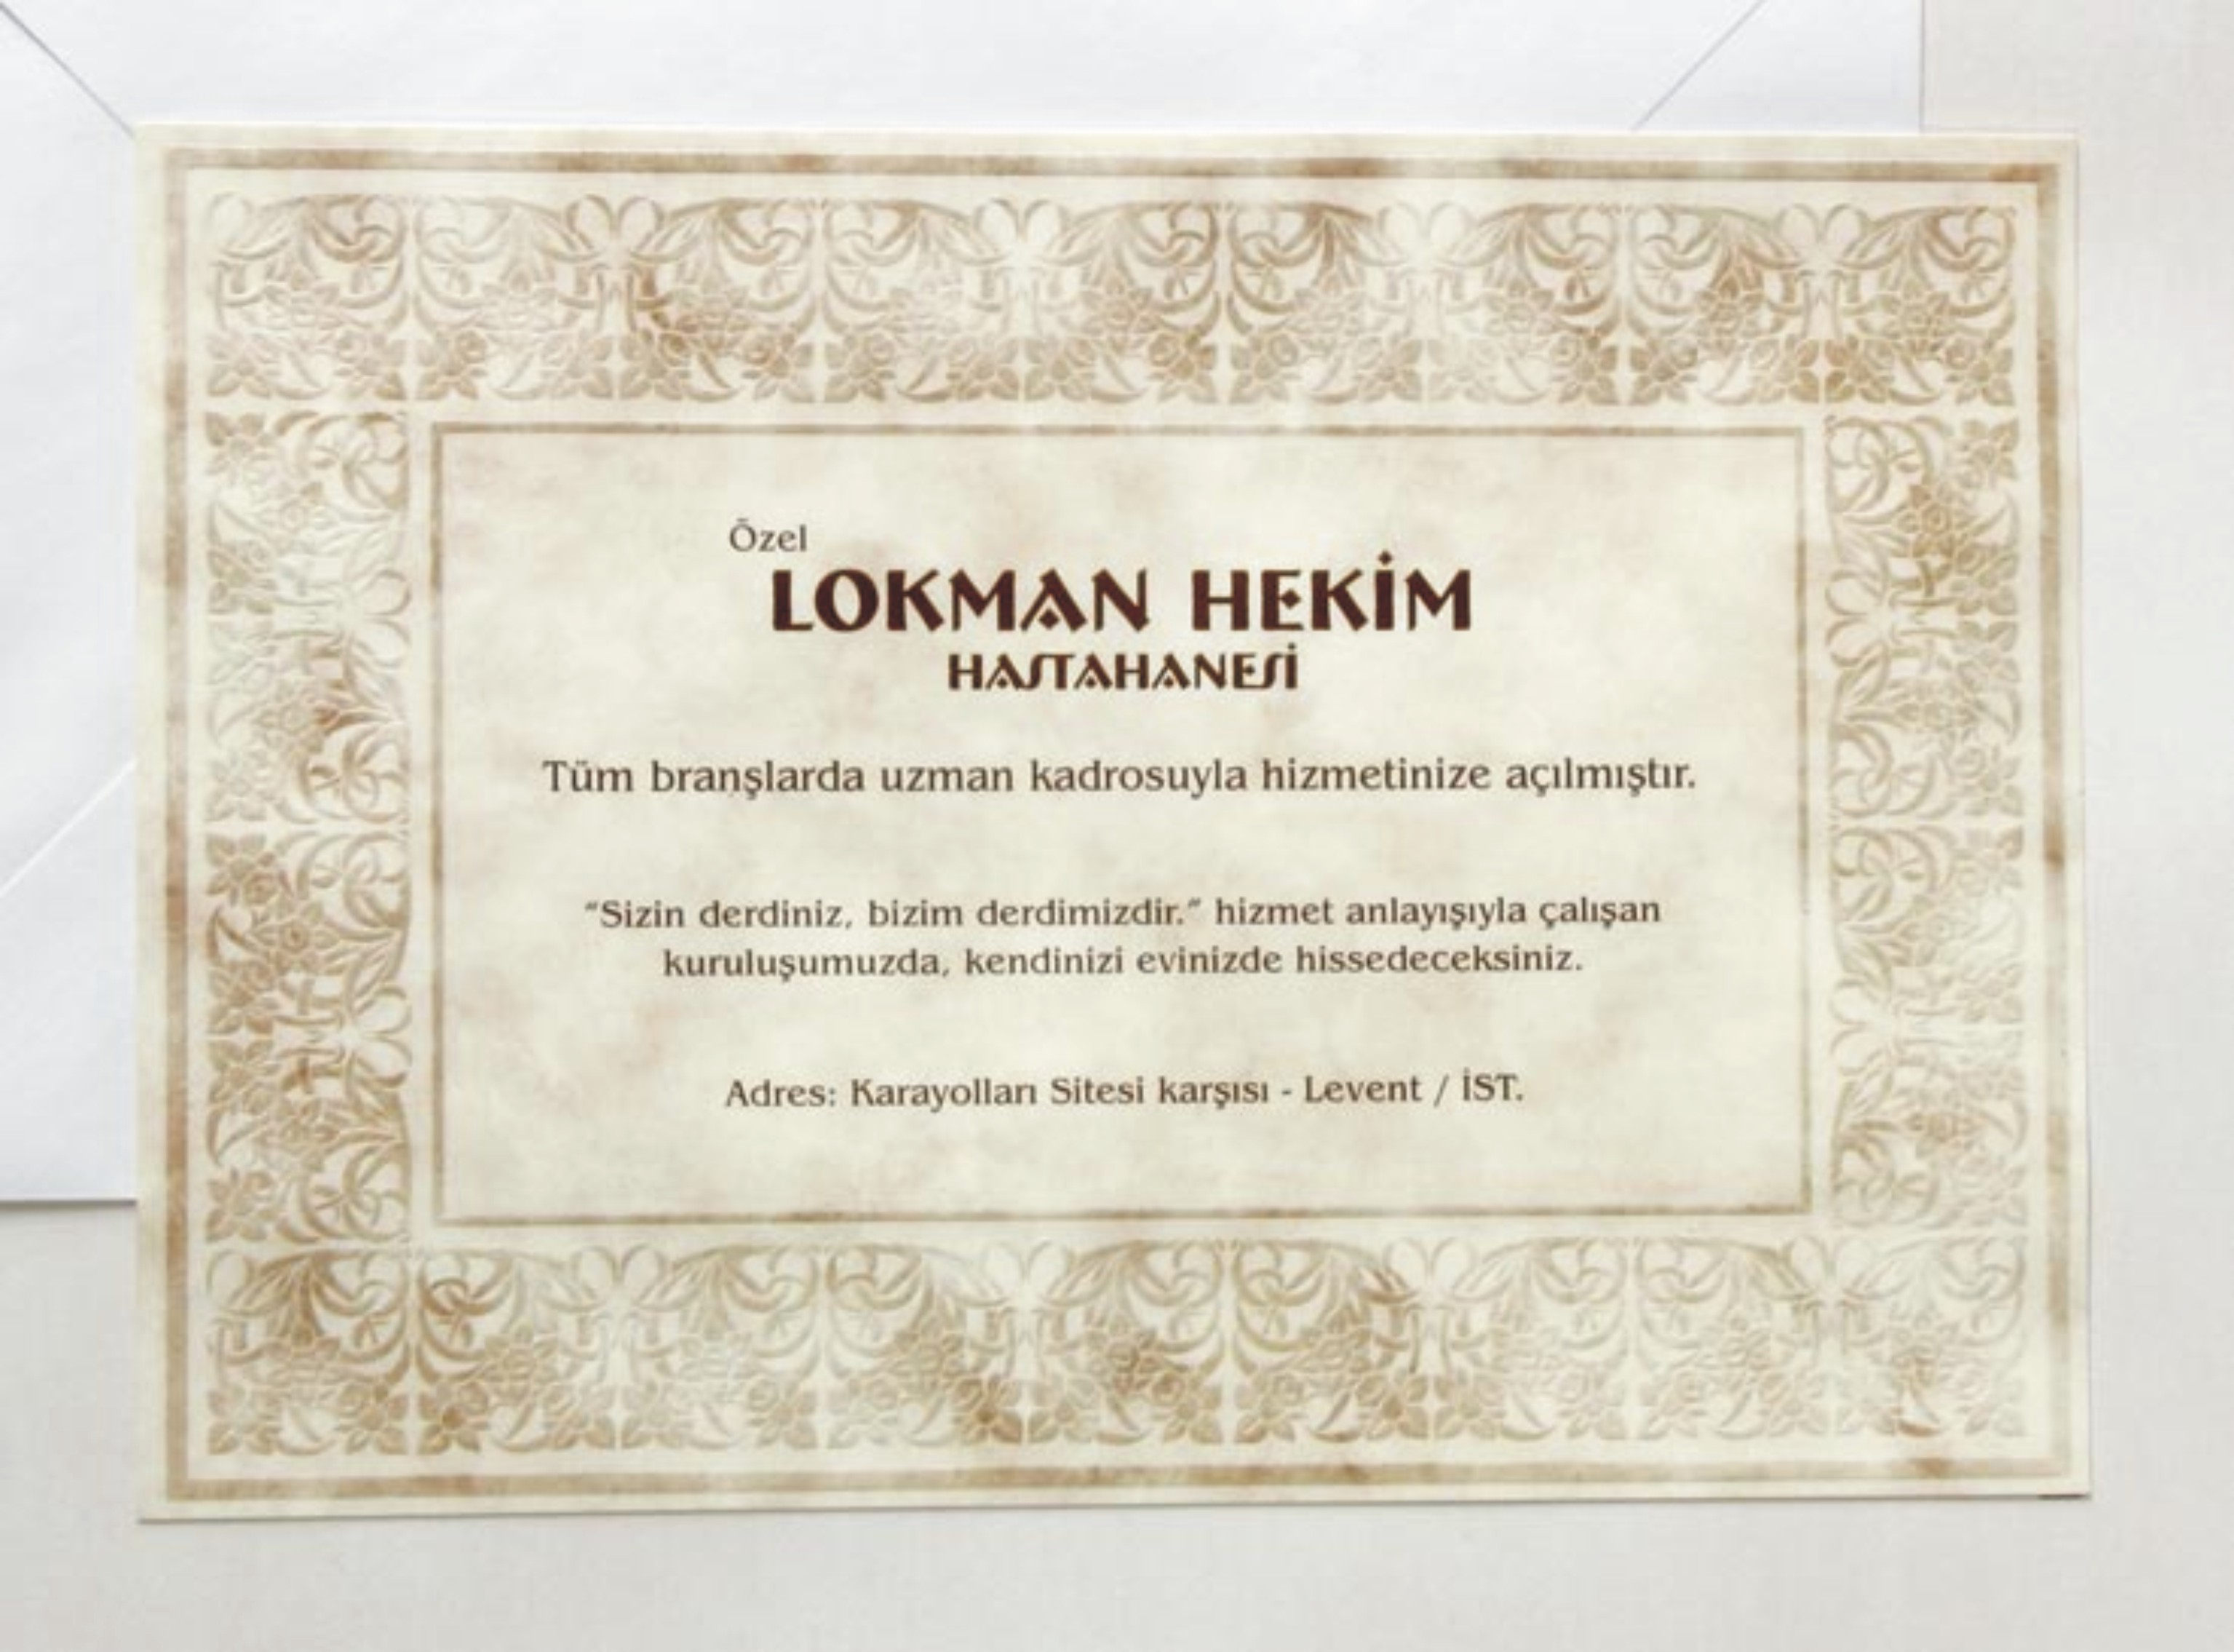 Özel
LOKMAN HEKİM
HASTAHANESİ
Tüm branşlarda uzman kadrosuyla hizmetinize açılmıştır.
"Sizin derdiniz, bizim derdimizdir." hizmet anlayışıyla çalışan
kuruluşumuzda, kendinizi evinizde hissedeceksiniz.
Adres: Karayolları Sitesi karşısı - Levent / İST.